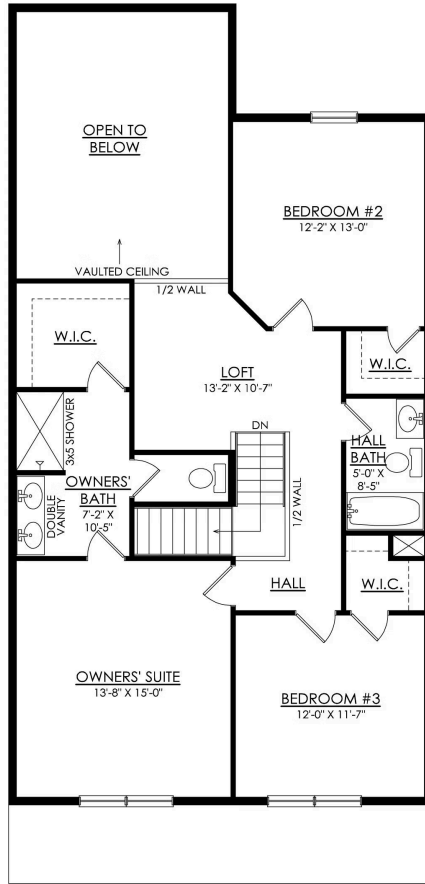 OPEN TO
BELOW
VAULTED CEILING
1/2 WALL
BEDROOM #2
12'-2" X 13'-0"
W.I.C.
LOFT
13'-2" X 10'-7"
W.I.C.
3x5 SHOWER
DN
HALL
BATH
5'-0" X
8'-5"
OWNERS'
BATH
7'-2" X
10'-5"
DOUBLE
VANITY
1/2 WALL
HALL
W.I.C.
OWNERS' SUITE
13'-8" X 15'-0"
BEDROOM #3
12'-0" X 11'-7"